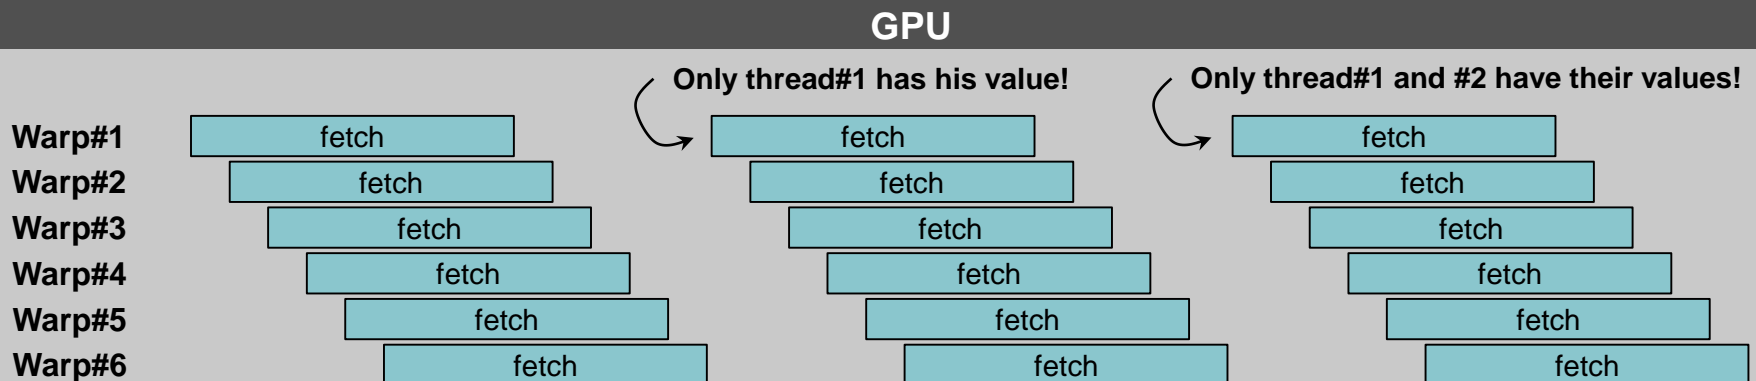 GPU
Only thread#1 has his value!
Only thread#1 and #2 have their values!
Warp#1 fetch fetch fetch
Warp#2 fetch fetch fetch
Warp#3 fetch fetch fetch
Warp#4 fetch fetch fetch
Warp#5 fetch fetch fetch
Warp#6 fetch fetch fetch